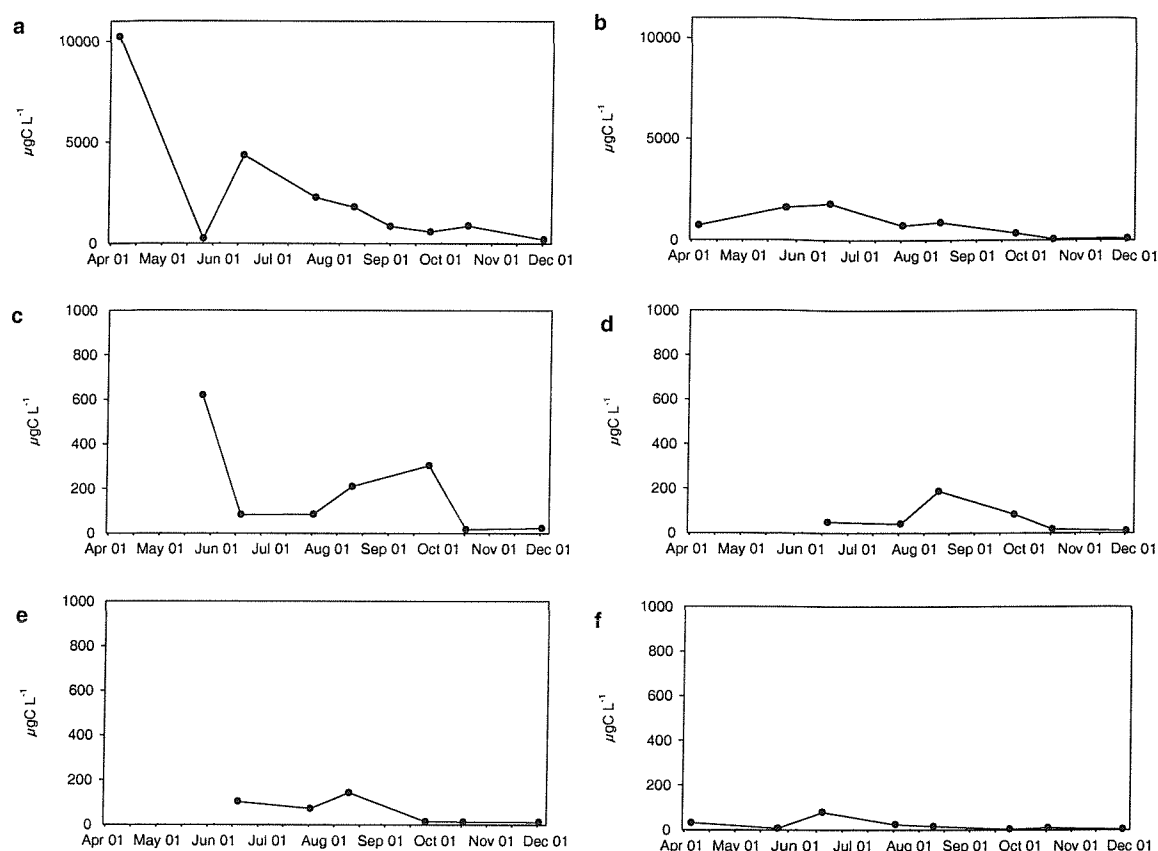 a
10000
5000
0
µgC L⁻¹
Apr 01 May 01 Jun 01 Jul 01 Aug 01 Sep 01 Oct 01 Nov 01 Dec 01
b
10000
5000
0
µgC L⁻¹
Apr 01 May 01 Jun 01 Jul 01 Aug 01 Sep 01 Oct 01 Nov 01 Dec 01
c
1000
800
600
400
200
0
µgC L⁻¹
Apr 01 May 01 Jun 01 Jul 01 Aug 01 Sep 01 Oct 01 Nov 01 Dec 01
d
1000
800
600
400
200
0
µgC L⁻¹
Apr 01 May 01 Jun 01 Jul 01 Aug 01 Sep 01 Oct 01 Nov 01 Dec 01
e
1000
800
600
400
200
0
µgC L⁻¹
Apr 01 May 01 Jun 01 Jul 01 Aug 01 Sep 01 Oct 01 Nov 01 Dec 01
f
1000
800
600
400
200
0
µgC L⁻¹
Apr 01 May 01 Jun 01 Jul 01 Aug 01 Sep 01 Oct 01 Nov 01 Dec 01